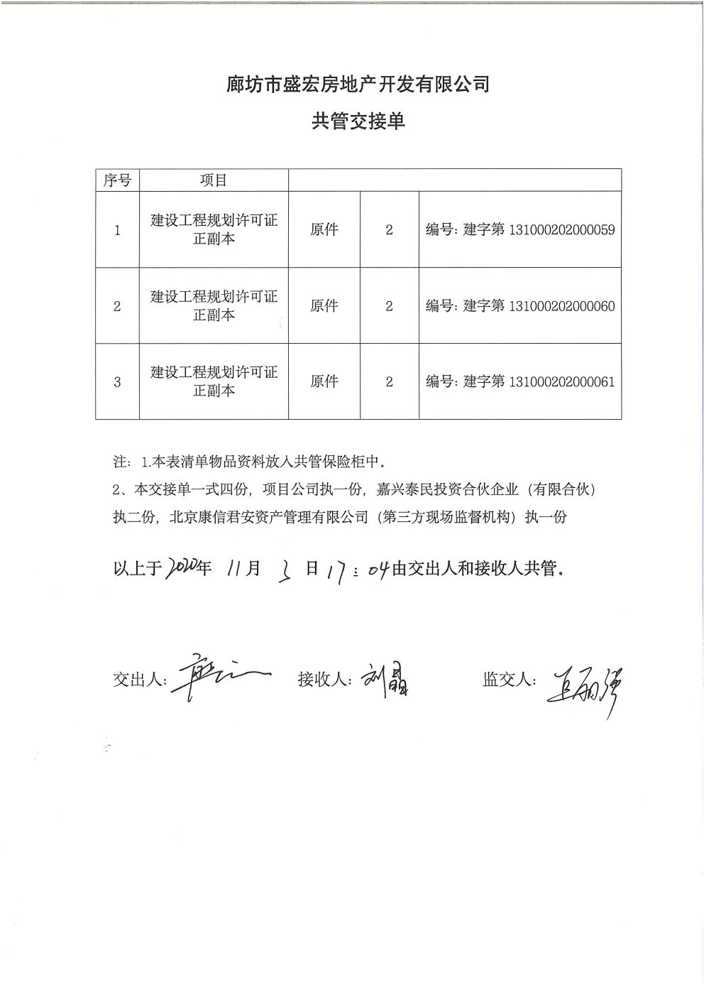 廊坊市盛宏房地产开发有限公司
共管交接单
序号 项目
1 建设工程规划许可证 原件 2 编号: 建字第 131000202000059
正副本
2 建设工程规划许可证 原件 2 编号: 建字第 131000202000060
正副本
3 建设工程规划许可证 原件 2 编号: 建字第 131000202000061
正副本
注: 1.本表清单物品资料放入共管保险柜中。
2、本交接单一式四份, 项目公司执一份, 嘉兴泰民投资合伙企业 (有限合伙)
执二份, 北京康信君安资产管理有限公司 (第三方现场监督机构) 执一份
以上于 2020年 11月 3日 17:04 由交出人和接收人共管。
交出人: 接收人: 刘晶 监交人: